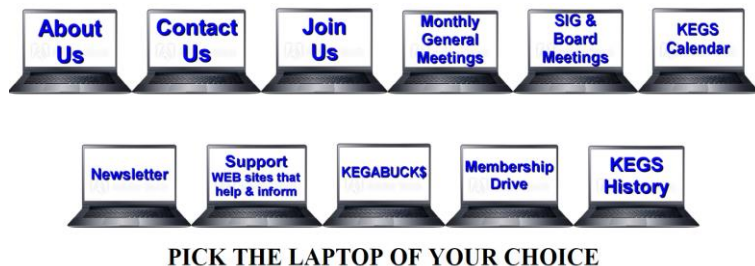 About
Us
Contact
Us
Join
Us
Monthly
General
Meetings
SIG &
Board
Meetings
KEGS
Calendar
Newsletter
Support
WEB sites that
help & inform
KEGABUCK$
Membership
Drive
KEGS
History
PICK THE LAPTOP OF YOUR CHOICE